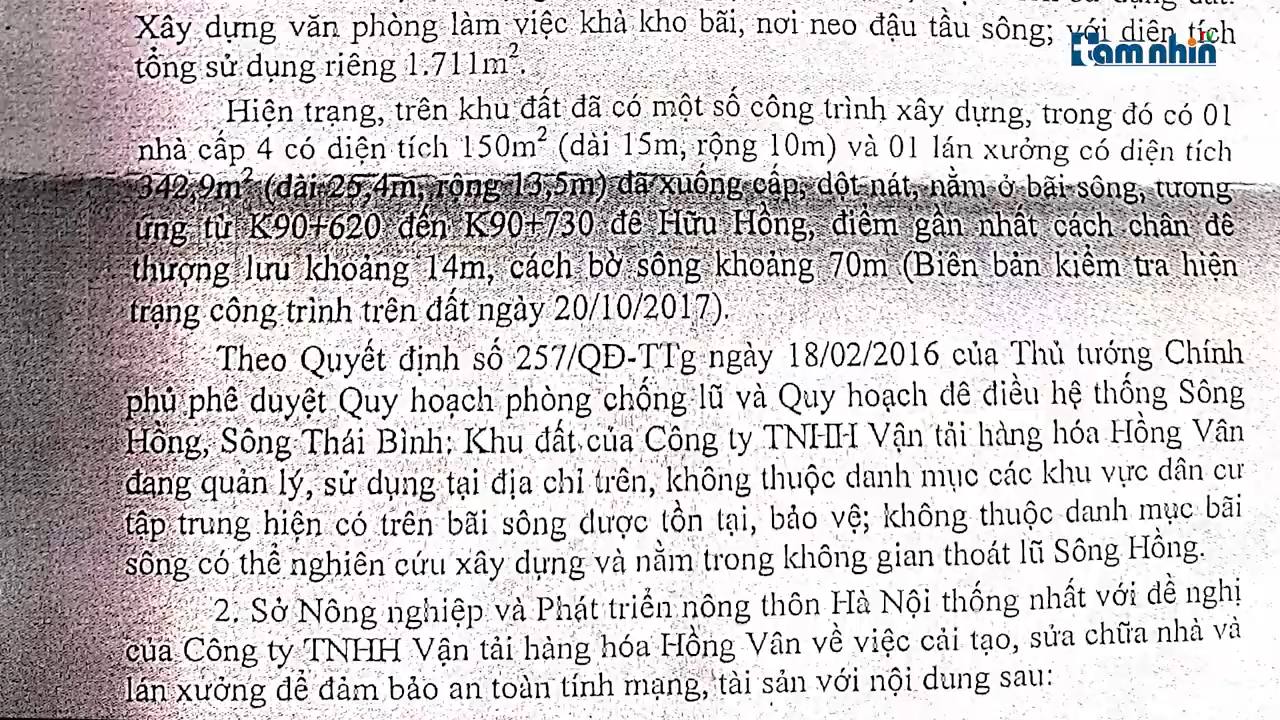 Xây dựng văn phòng làm việc khà kho bãi, nơi neo đậu tầu sông; với diện tích
tamnhìn
tổng sử dụng riêng 1.711m².
Hiện trạng, trên khu đất đã có một số công trình xây dựng, trong đó có 01
nhà cấp 4 có diện tích 150m² (dài 15m, rộng 10m) và 01 lán xưởng có diện tích
342,9m² (dài 25,4m, rộng 13,5m) đã xuống cấp, dột nát, nằm ở bãi sông, tương
ứng từ K90+620 đến K90+730 đê Hữu Hồng, điểm gần nhất cách chân đê
thượng lưu khoảng 14m, cách bờ sông khoảng 70m (Biên bản kiểm tra hiện
trạng công trình trên đất ngày 20/10/2017).
Theo Quyết định số 257/QĐ-TTg ngày 18/02/2016 của Thủ tướng Chính
phủ phê duyệt Quy hoạch phòng chống lũ và Quy hoạch đê điều hệ thống Sông
Hồng, Sông Thái Bình: Khu đất của Công ty TNHH Vận tải hàng hóa Hồng Vân
đang quản lý, sử dụng tại địa chỉ trên, không thuộc danh mục các khu vực dân cư
tập trung hiện có trên bãi sông được tồn tại, bảo vệ; không thuộc danh mục bãi
sông có thể nghiên cứu xây dựng và nằm trong không gian thoát lũ Sông Hồng.
2. Sở Nông nghiệp và Phát triển nông thôn Hà Nội thống nhất với đề nghị
của Công ty TNHH Vận tải hàng hóa Hồng Vân về việc cải tạo, sửa chữa nhà và
lán xưởng để đảm bảo an toàn tính mạng, tài sản với nội dung sau: